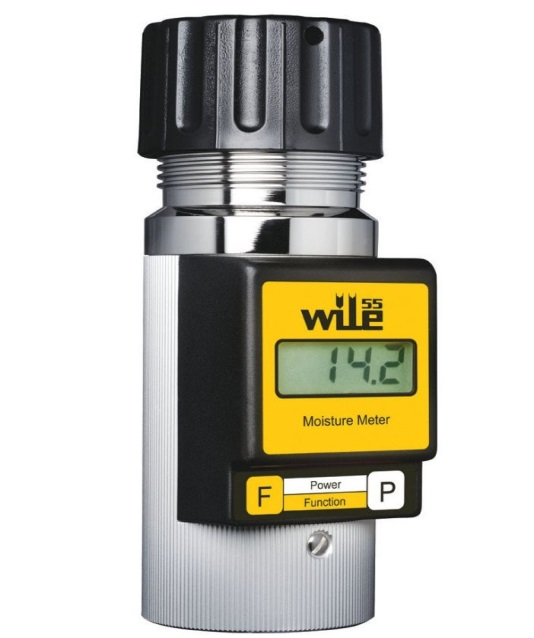 wile 55
14.2
Moisture Meter
F
Power
Function
P